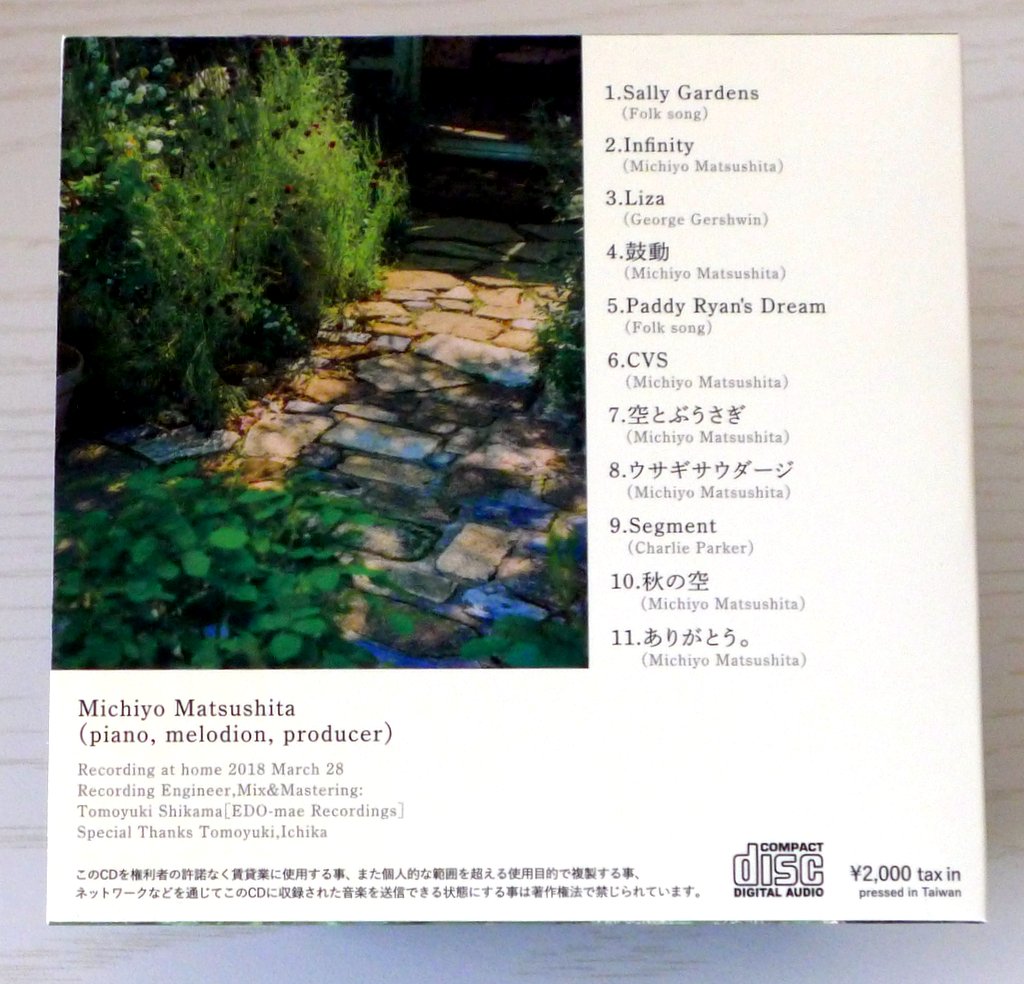 1.Sally Gardens
(Folk song)
2.Infinity
(Michiyo Matsushita)
3.Liza
(George Gershwin)
4.鼓動
(Michiyo Matsushita)
5.Paddy Ryan's Dream
(Folk song)
6.CVS
(Michiyo Matsushita)
7.空とぶうさぎ
(Michiyo Matsushita)
8.ウサギサウダージ
(Michiyo Matsushita)
9.Segment
(Charlie Parker)
10.秋の空
(Michiyo Matsushita)
11.ありがとう。
(Michiyo Matsushita)
Michiyo Matsushita
(piano, melodion, producer)
Recording at home 2018 March 28
Recording Engineer,Mix&Mastering:
Tomoyuki Shikama[EDO-mae Recordings]
Special Thanks Tomoyuki,Ichika
このCDを権利者の許諾なく賃貸業に使用する事、また個人的な範囲を超える使用目的で複製する事、
ネットワークなどを通じてこのCDに収録された音楽を送信できる状態にする事は著作権法で禁じられています。
COMPACT
disc
DIGITAL AUDIO
¥2,000 tax in
pressed in Taiwan